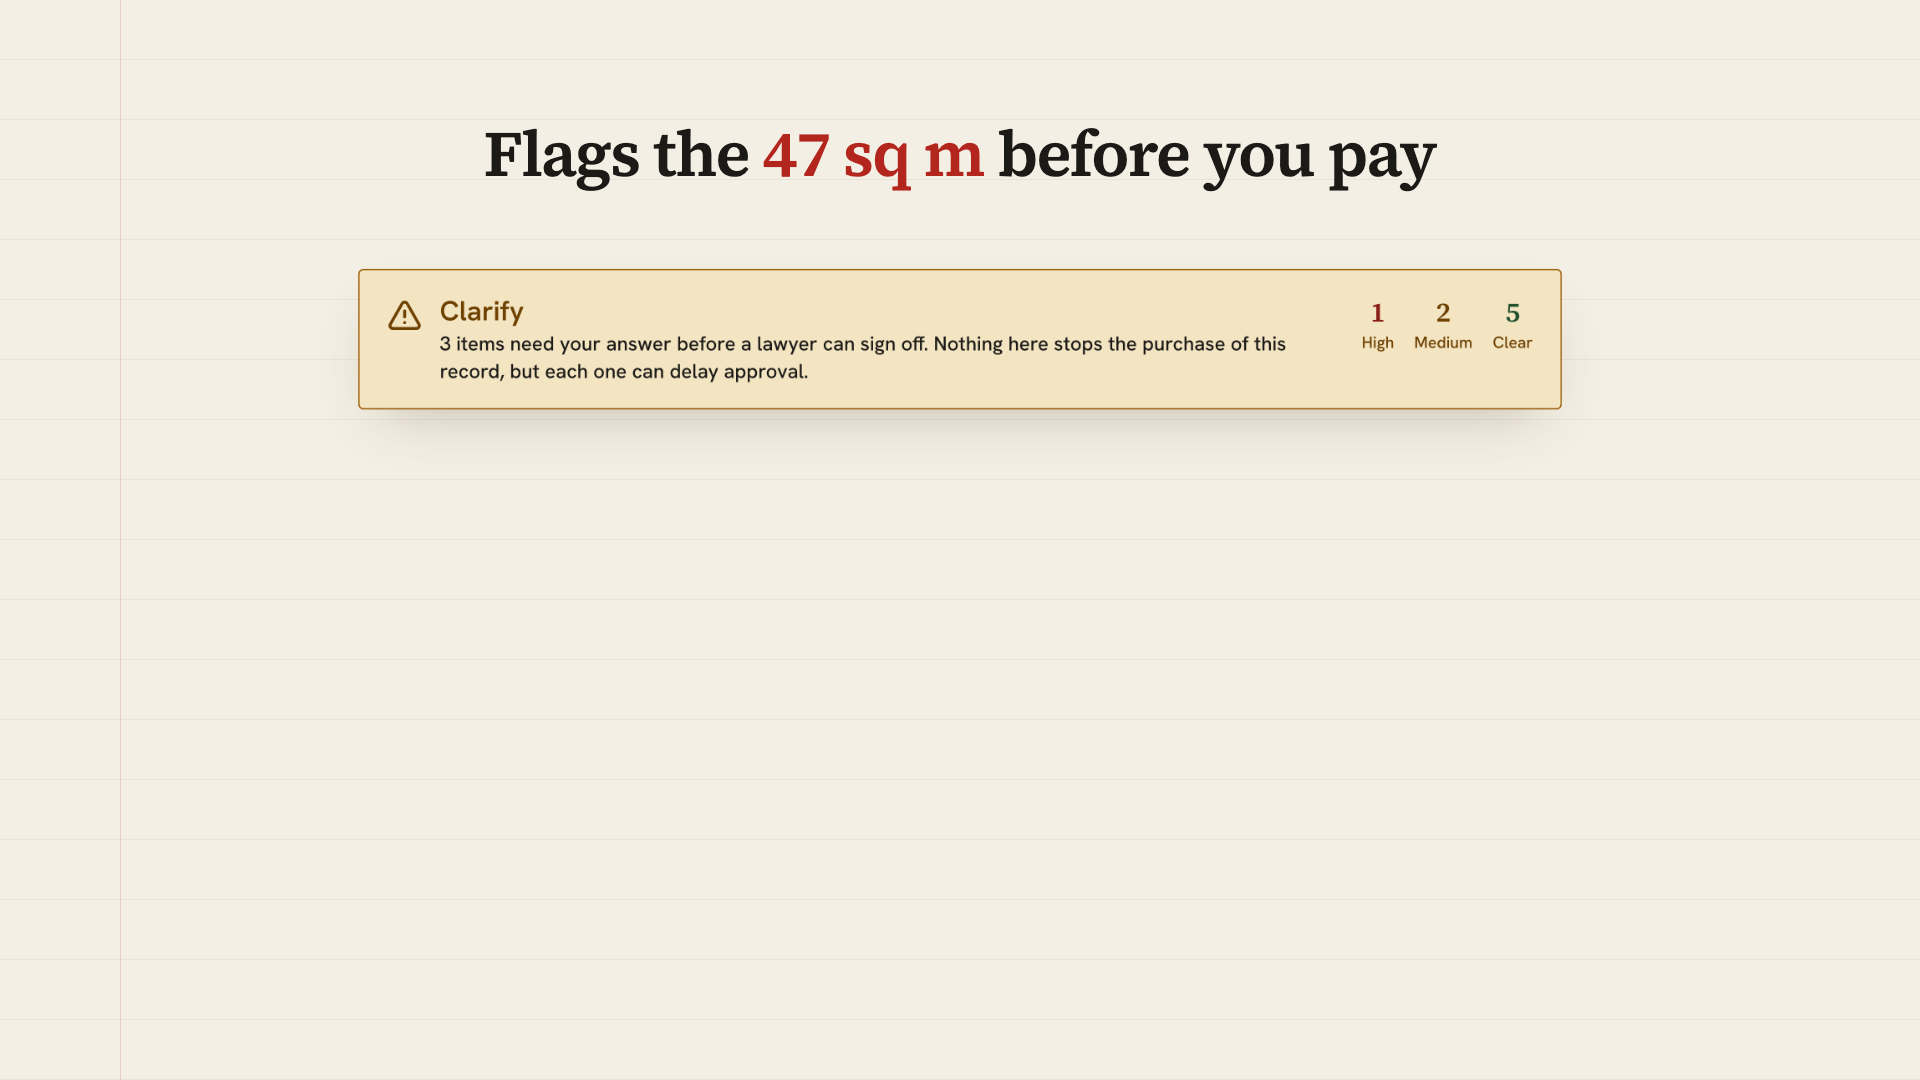 Flags the 47 sq m before you pay
Clarify
3 items need your answer before a lawyer can sign off. Nothing here stops the purchase of this
record, but each one can delay approval.
1 2 5
High Medium Clear